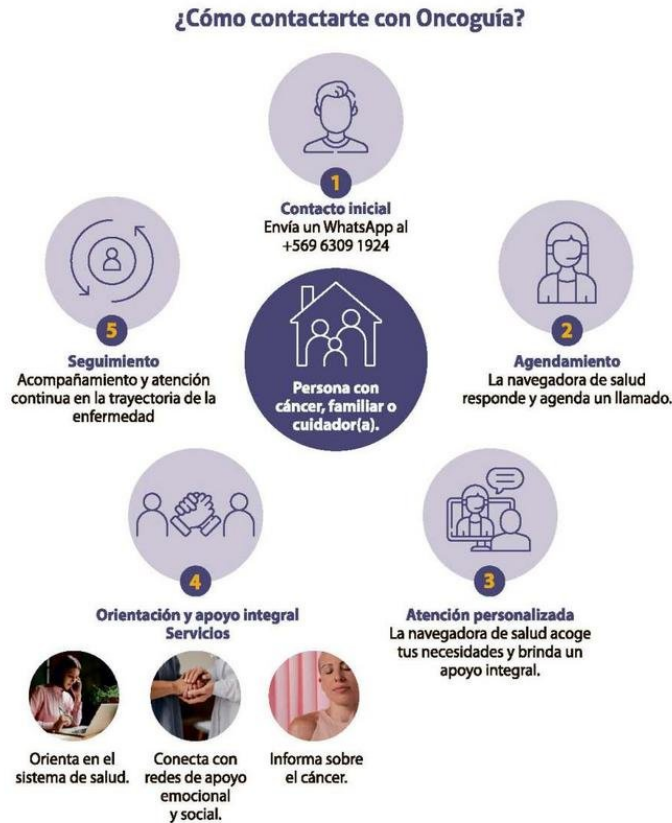 ¿Cómo contactarte con Oncoguía?
1
Contacto inicial
Envía un WhatsApp al
+569 6309 1924
2
Agendamiento
La navegadora de salud
responde y agenda un llamado.
3
Atención personalizada
La navegadora de salud acoge
tus necesidades y brinda un
apoyo integral.
4
Orientación y apoyo integral
Servicios
Orienta en el
sistema de salud.
Conecta con
redes de apoyo
emocional
y social.
Informa sobre
el cáncer.
5
Seguimiento
Acompañamiento y atención
continua en la trayectoria de la
enfermedad
Persona con
cáncer, familiar o
cuidador(a).